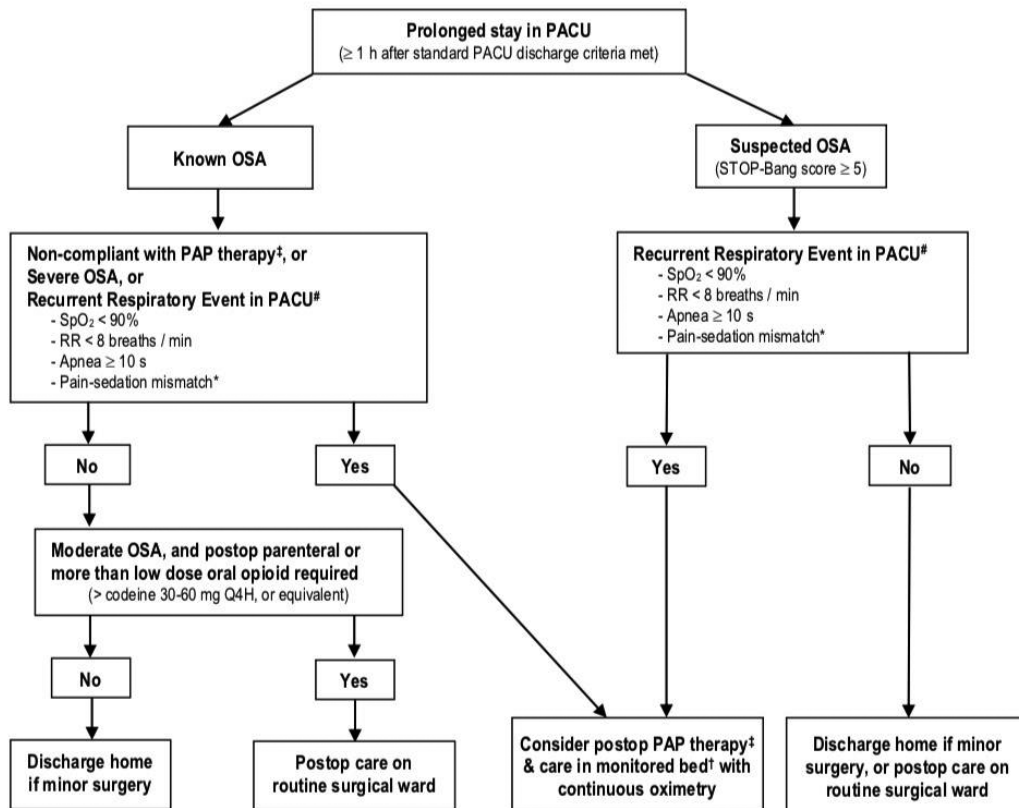 Prolonged stay in PACU
(≥ 1 h after standard PACU discharge criteria met)
Known OSA
Suspected OSA
(STOP-Bang score ≥ 5)
Non-compliant with PAP therapy‡, or
Severe OSA, or
Recurrent Respiratory Event in PACU#
- SpO₂ < 90%
- RR < 8 breaths / min
- Apnea ≥ 10 s
- Pain-sedation mismatch*
Recurrent Respiratory Event in PACU#
- SpO₂ < 90%
- RR < 8 breaths / min
- Apnea ≥ 10 s
- Pain-sedation mismatch*
No
Yes
Yes
No
Moderate OSA, and postop parenteral or
more than low dose oral opioid required
(> codeine 30-60 mg Q4H, or equivalent)
No
Yes
Discharge home
if minor surgery
Postop care on
routine surgical ward
Consider postop PAP therapy‡
& care in monitored bed† with
continuous oximetry
Discharge home if minor
surgery, or postop care on
routine surgical ward